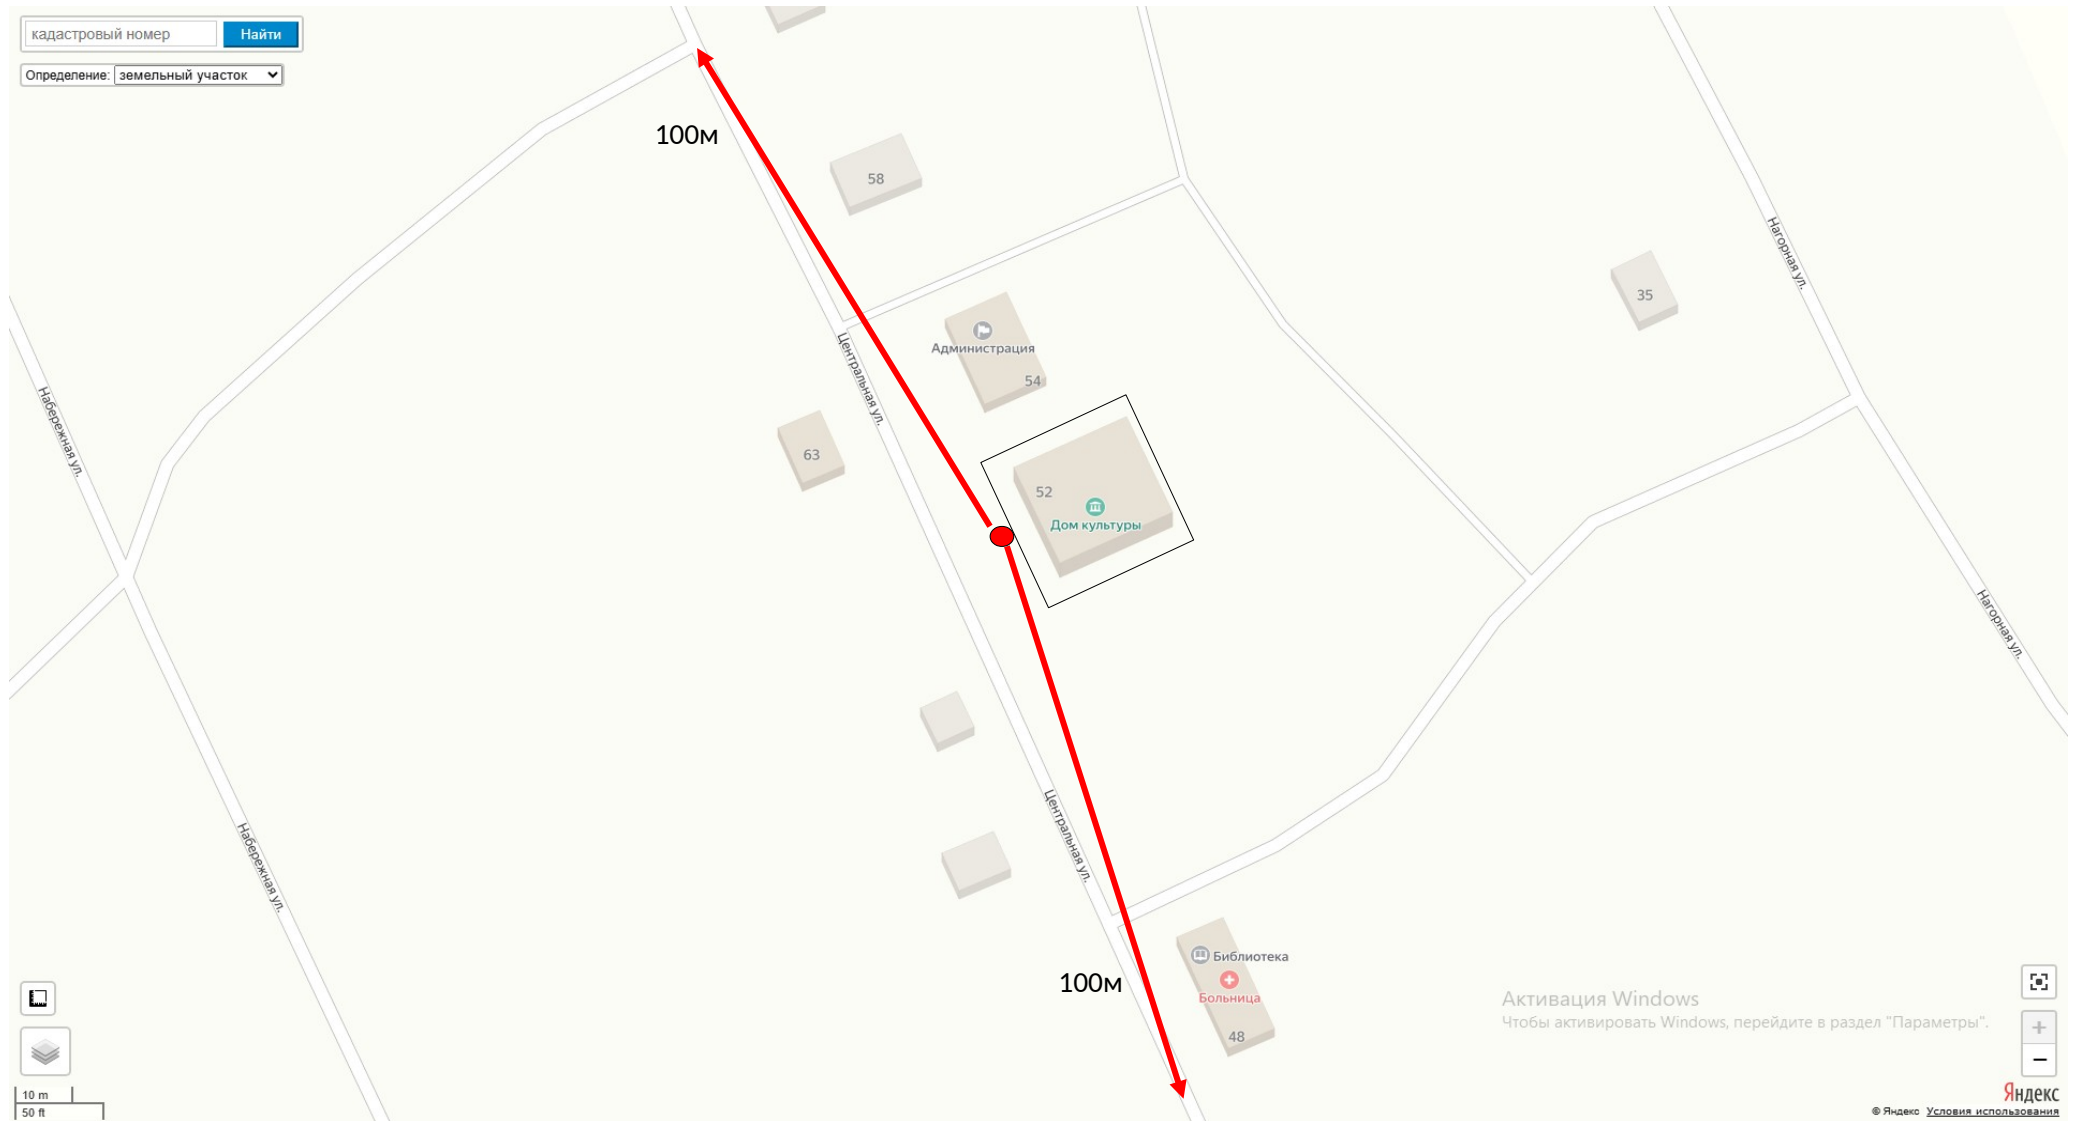 кадастровый номер
Найти
Определение: земельный участок
100м
58
Нагорная ул.
35
Администрация
54
Центральная ул.
Набережная ул.
63
52
Дом культуры
Нагорная ул.
Центральная ул.
Набережная ул.
Библиотека
Больница
48
100м
Активация Windows
Чтобы активировать Windows, перейдите в раздел "Параметры".
+
−
10 m
50 ft
Яндекс
© Яндекс Условия использования